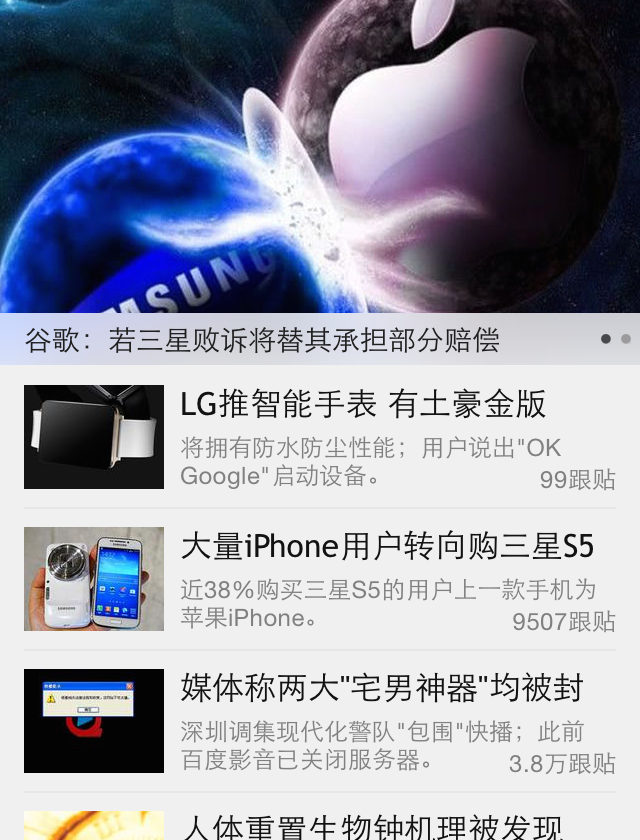 SAMSUNG
谷歌：若三星败诉将替其承担部分赔偿
LG推智能手表 有土豪金版
将拥有防水防尘性能；用户说出"OK
Google"启动设备。
99跟贴
大量iPhone用户转向购三星S5
近38%购买三星S5的用户上一款手机为
苹果iPhone。
9507跟贴
媒体称两大"宅男神器"均被封
深圳调集现代化警队"包围"快播；此前
百度影音已关闭服务器。
3.8万跟贴
人体重置生物钟机理被发现